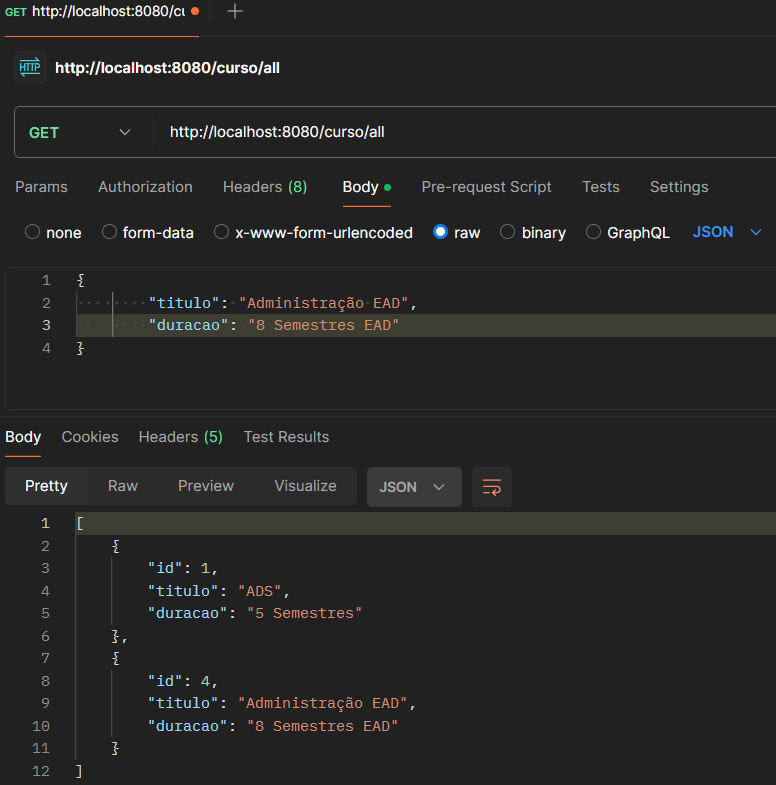 GET http://localhost:8080/cu
HTTP http://localhost:8080/curso/all
GET http://localhost:8080/curso/all
Params Authorization Headers (8) Body Pre-request Script Tests Settings
none form-data x-www-form-urlencoded raw binary GraphQL JSON
1 {
2 "titulo": "Administração EAD",
3 "duracao": "8 Semestres EAD"
4 }
Body Cookies Headers (5) Test Results
Pretty Raw Preview Visualize JSON
1 [
2 {
3 "id": 1,
4 "titulo": "ADS",
5 "duracao": "5 Semestres"
6 },
7 {
8 "id": 4,
9 "titulo": "Administração EAD",
10 "duracao": "8 Semestres EAD"
11 }
12 ]